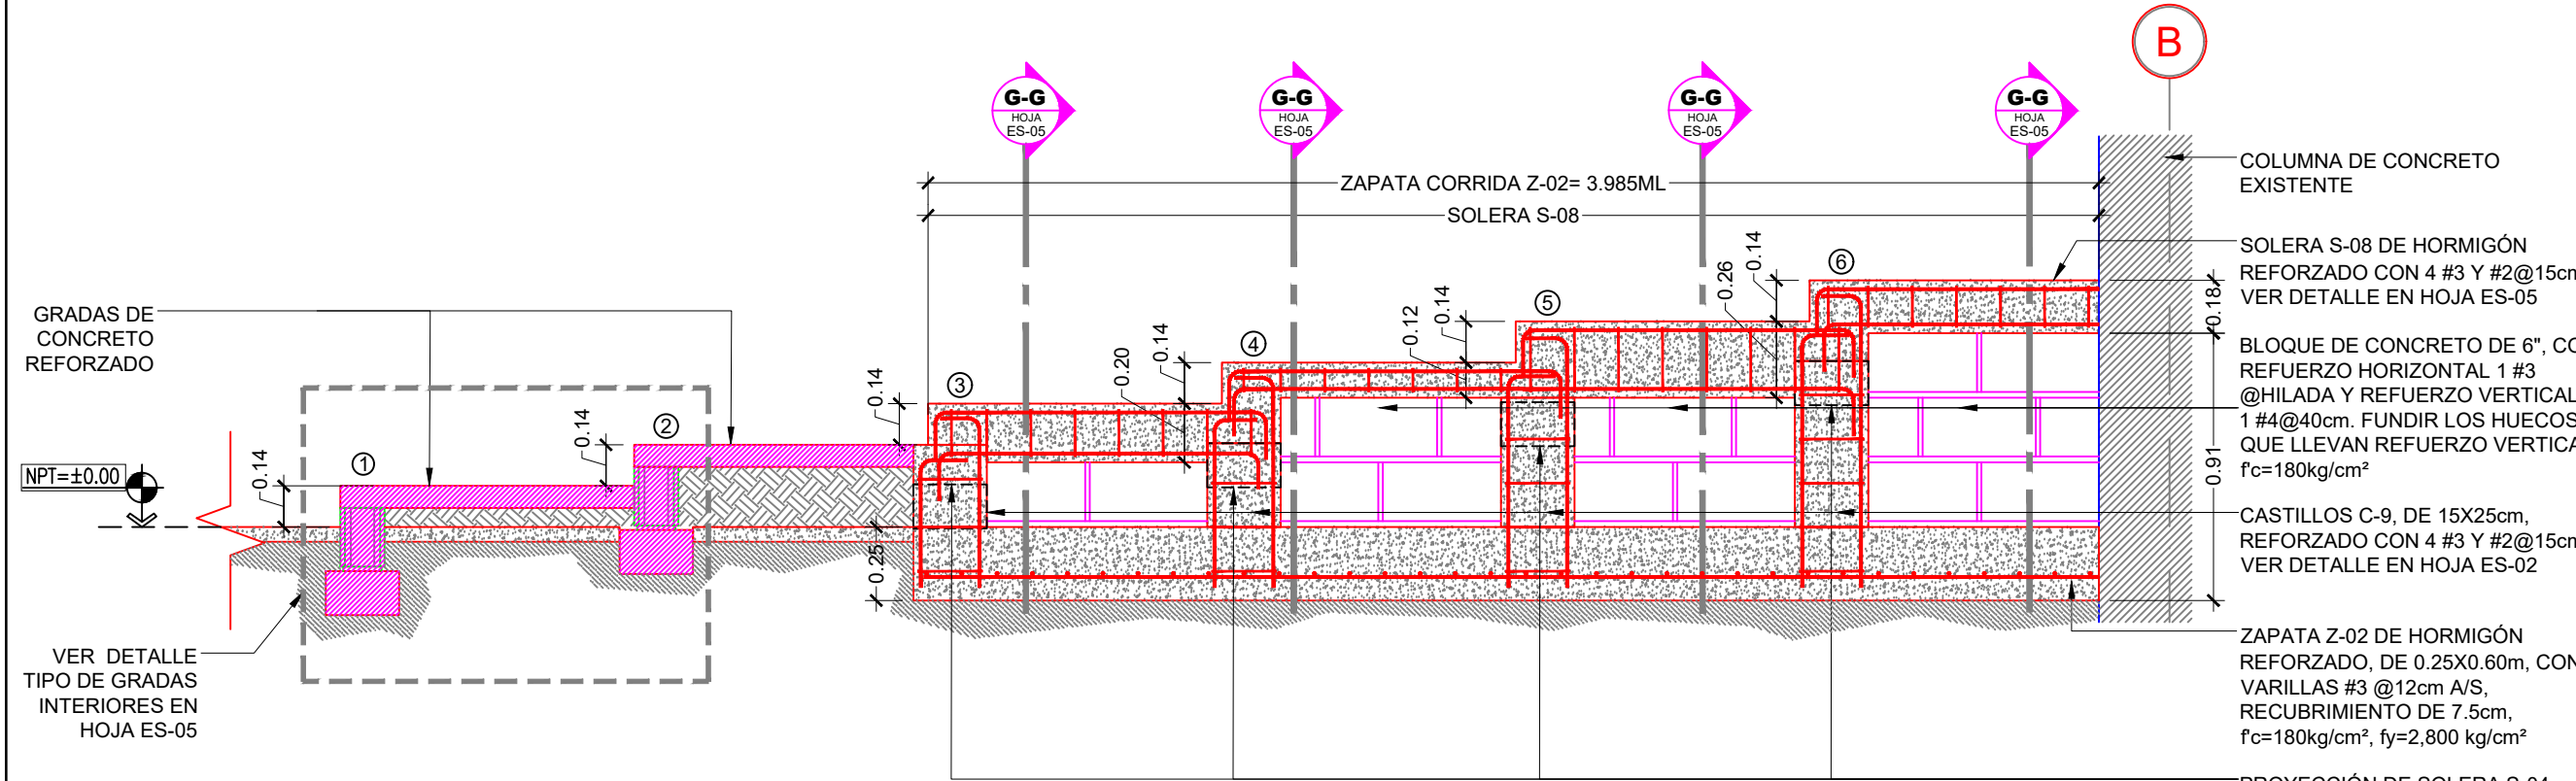 B
G-G
HOJA
ES-05
G-G
HOJA
ES-05
G-G
HOJA
ES-05
G-G
HOJA
ES-05
ZAPATA CORRIDA Z-02= 3.985ML
SOLERA S-08
COLUMNA DE CONCRETO
EXISTENTE
SOLERA S-08 DE HORMIGÓN
REFORZADO CON 4 #3 Y #2@15cm
VER DETALLE EN HOJA ES-05
BLOQUE DE CONCRETO DE 6", CO
REFUERZO HORIZONTAL 1 #3
@HILADA Y REFUERZO VERTICAL
1 #4@40cm. FUNDIR LOS HUECOS
QUE LLEVAN REFUERZO VERTICA
f'c=180kg/cm²
CASTILLOS C-9, DE 15X25cm,
REFORZADO CON 4 #3 Y #2@15cm
VER DETALLE EN HOJA ES-02
ZAPATA Z-02 DE HORMIGÓN
REFORZADO, DE 0.25X0.60m, CON
VARILLAS #3 @12cm A/S,
RECUBRIMIENTO DE 7.5cm,
f'c=180kg/cm², fy=2,800 kg/cm²
PROYECCIÓN DE SOLERA S-04
GRADAS DE
CONCRETO
REFORZADO
NPT=±0.00
VER DETALLE
TIPO DE GRADAS
INTERIORES EN
HOJA ES-05
1
2
3
4
5
6
0.14
0.14
0.14
0.20
0.14
0.12
0.14
0.26
0.14
0.18
0.91
0.25